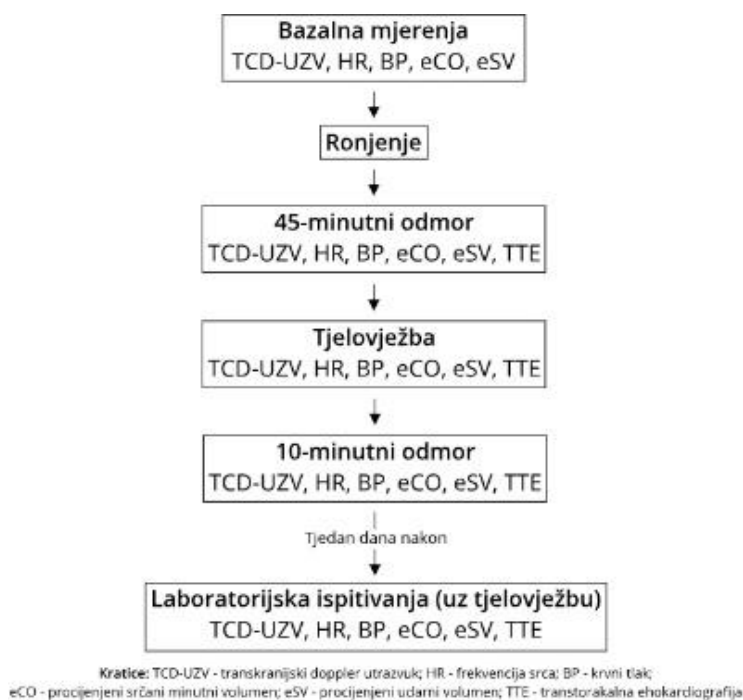 Bazalna mjerenja
TCD-UZV, HR, BP, eCO, eSV
Ronjenje
45-minutni odmor
TCD-UZV, HR, BP, eCO, eSV, TTE
Tjelovježba
TCD-UZV, HR, BP, eCO, eSV, TTE
10-minutni odmor
TCD-UZV, HR, BP, eCO, eSV, TTE
Tjedan dana nakon
Laboratorijska ispitivanja (uz tjelovježbu)
TCD-UZV, HR, BP, eCO, eSV, TTE
Kratice: TCD-UZV - transkranijski doppler utrazvuk; HR - frekvencija srca; BP - krvni tlak;
eCO - procijenjeni srčani minutni volumen; eSV - procijenjeni udarni volumen; TTE - transtorakalna ehokardiografija